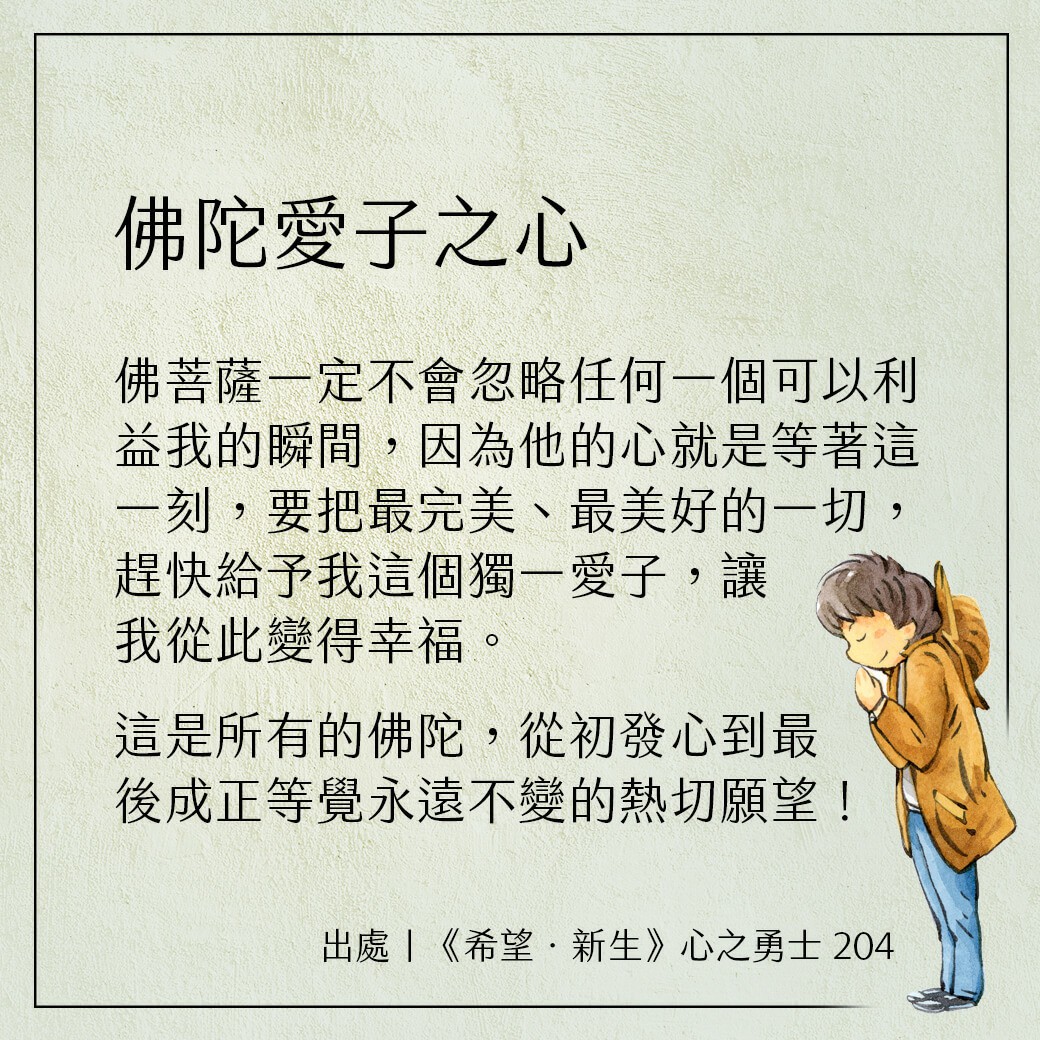 佛陀愛子之心
佛菩薩一定不會忽略任何一個可以利
益我的瞬間，因為他的心就是等著這
一刻，要把最完美、最美好的一切，
趕快給予我這個獨一愛子，讓
我從此變得幸福。
這是所有的佛陀，從初發心到最
後成正等覺永遠不變的熱切願望！
出處｜《希望．新生》心之勇士 204